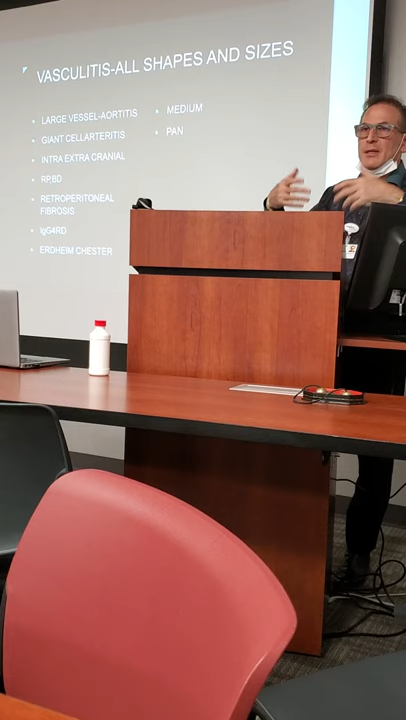 VASCULITIS-ALL SHAPES AND SIZES
LARGE VESSEL-AORTITIS
GIANT CELLARTERITIS
INTRA EXTRA CRANIAL
RP,BD
RETROPERITONEAL
FIBROSIS
IgG4RD
ERDHEIM CHESTER
MEDIUM
PAN